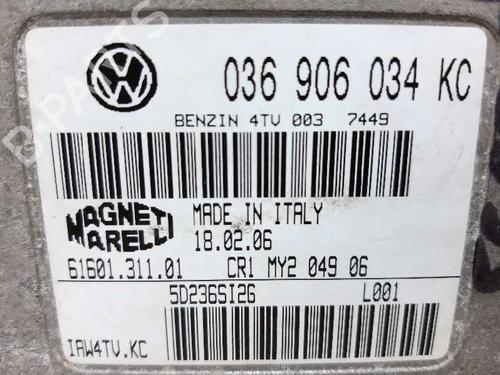 036 906 034 KC
BENZIN 4TV 003 7449
MAGNETI MARELLI
MADE IN ITALY
18.02.06
61601.311.01 CR1 MY2 049 06
5D236SI26 L001
IAW4TV.KC